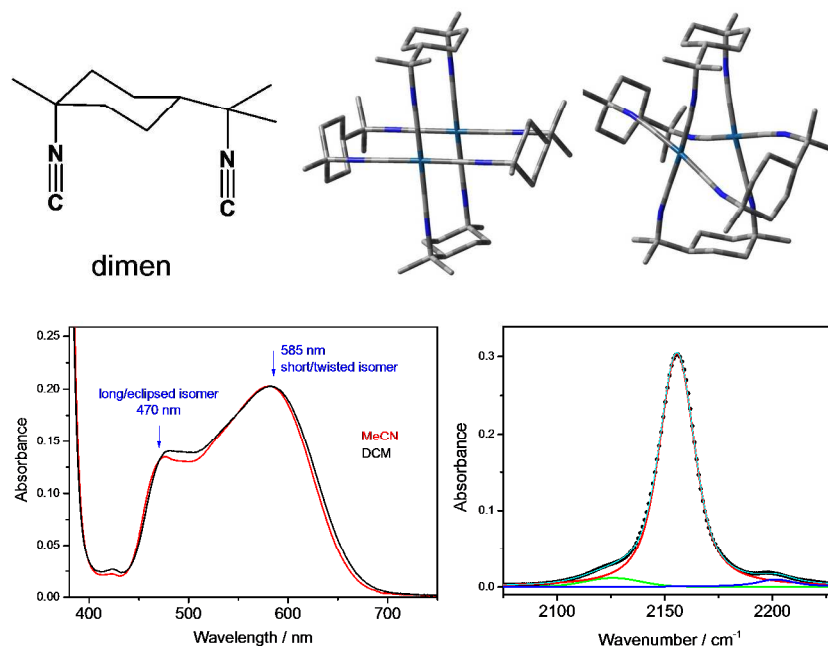 N
C
N
C
dimen
0.25
0.20
0.15
0.10
0.05
0.00
Absorbance
long/eclipsed isomer
470 nm
585 nm
short/twisted isomer
MeCN
DCM
400
500
600
700
Wavelength / nm
0.3
0.2
0.1
0.0
Absorbance
2100
2150
2200
Wavenumber / cm⁻¹